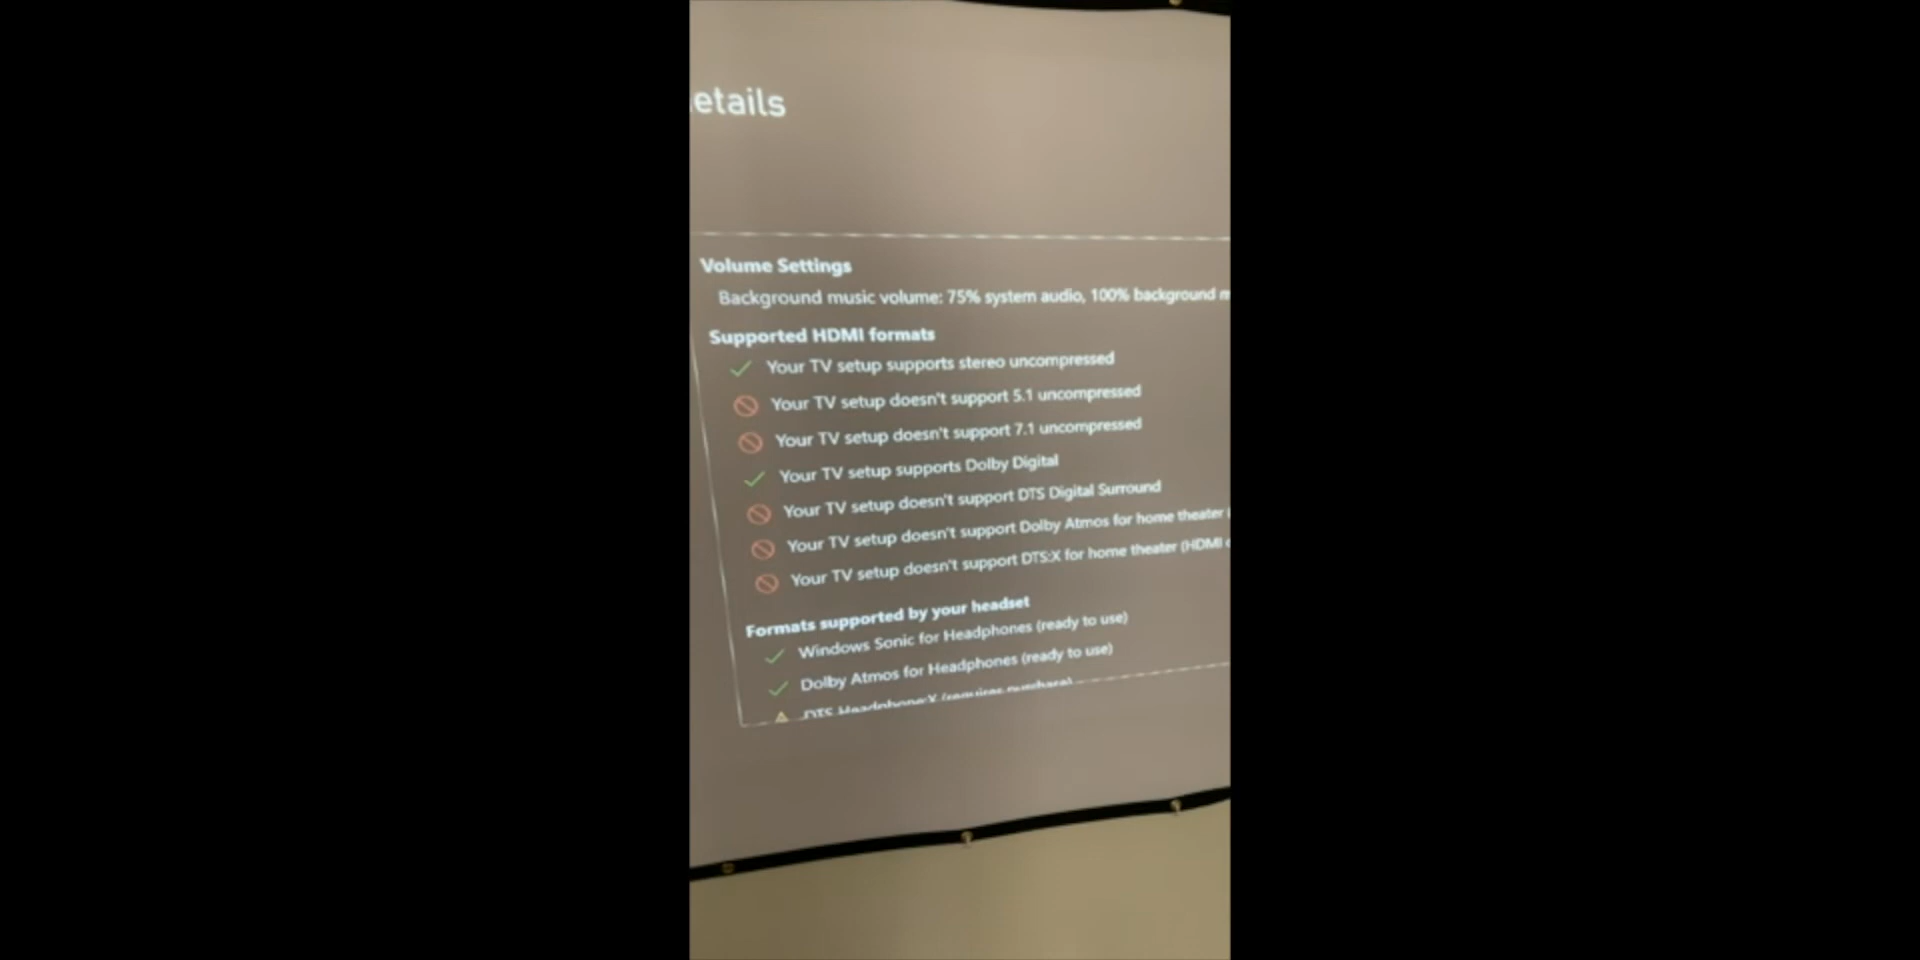 etails
Volume Settings
Background music volume: 75% system audio, 100% background m
Supported HDMI formats
Your TV setup supports stereo uncompressed
Your TV setup doesn't support 5.1 uncompressed
Your TV setup doesn't support 7.1 uncompressed
Your TV setup supports Dolby Digital
Your TV setup doesn't support DTS Digital Surround
Your TV setup doesn't support Dolby Atmos for home theater
Your TV setup doesn't support DTS:X for home theater (HDMI
Formats supported by your headset
Windows Sonic for Headphones (ready to use)
Dolby Atmos for Headphones (ready to use)
DTS Headphone:X (requires purchase)